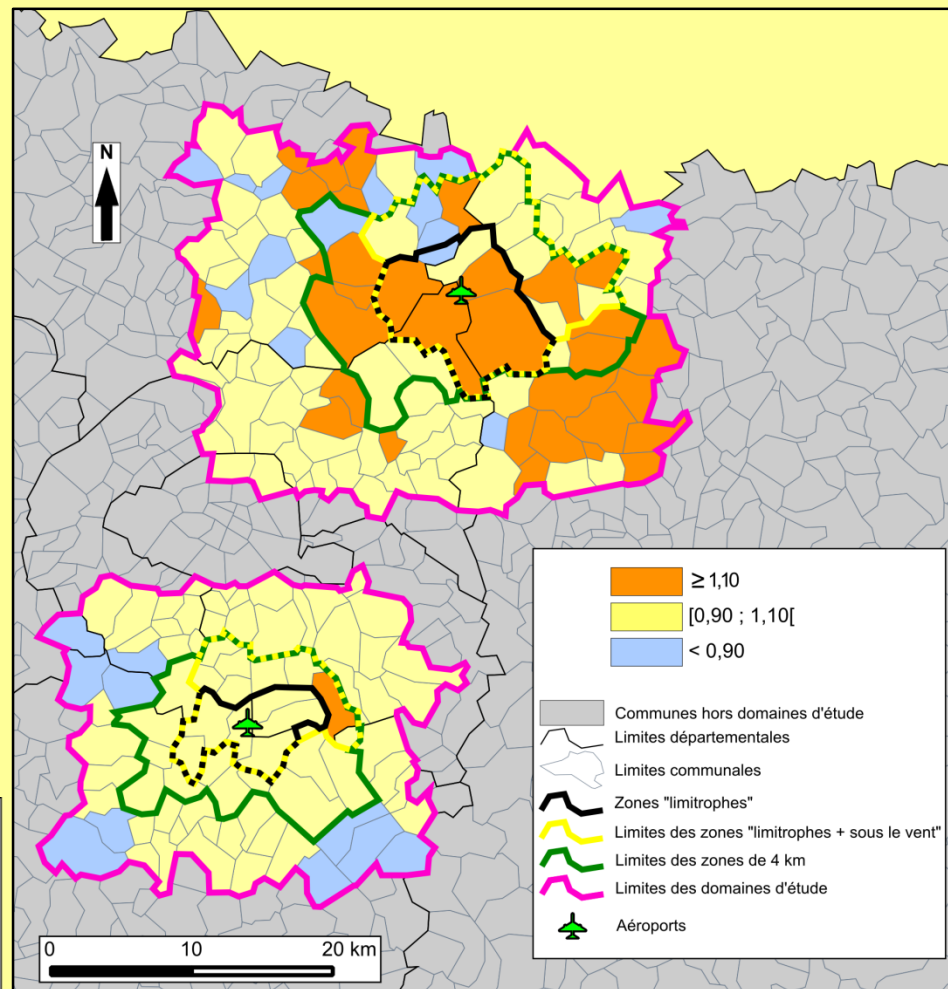 N
≥ 1,10
[0,90 ; 1,10[
< 0,90
Communes hors domaines d'étude
Limites départementales
Limites communales
Zones "limitrophes"
Limites des zones "limitrophes + sous le vent"
Limites des zones de 4 km
Limites des domaines d'étude
Aéroports
0 10 20 km